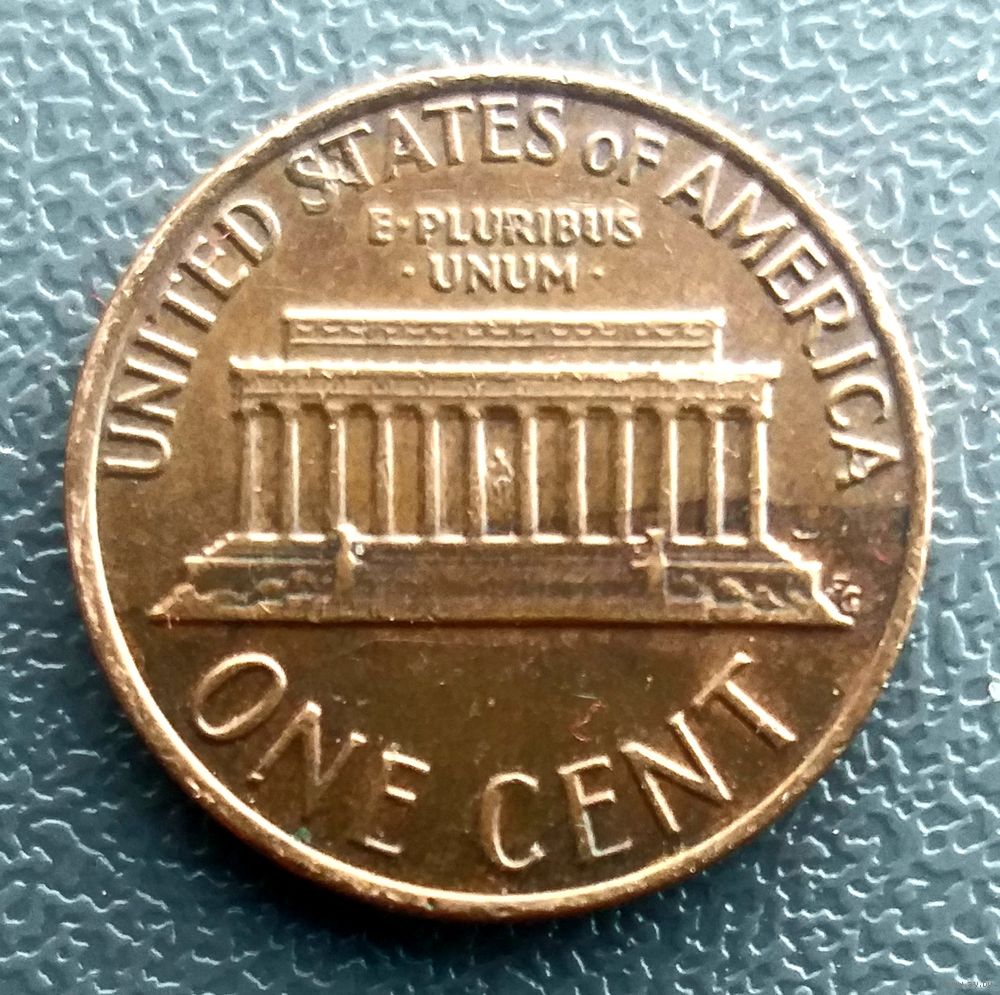 UNITED STATES OF AMERICA
E·PLURIBUS
·UNUM·
FG
ONE CENT